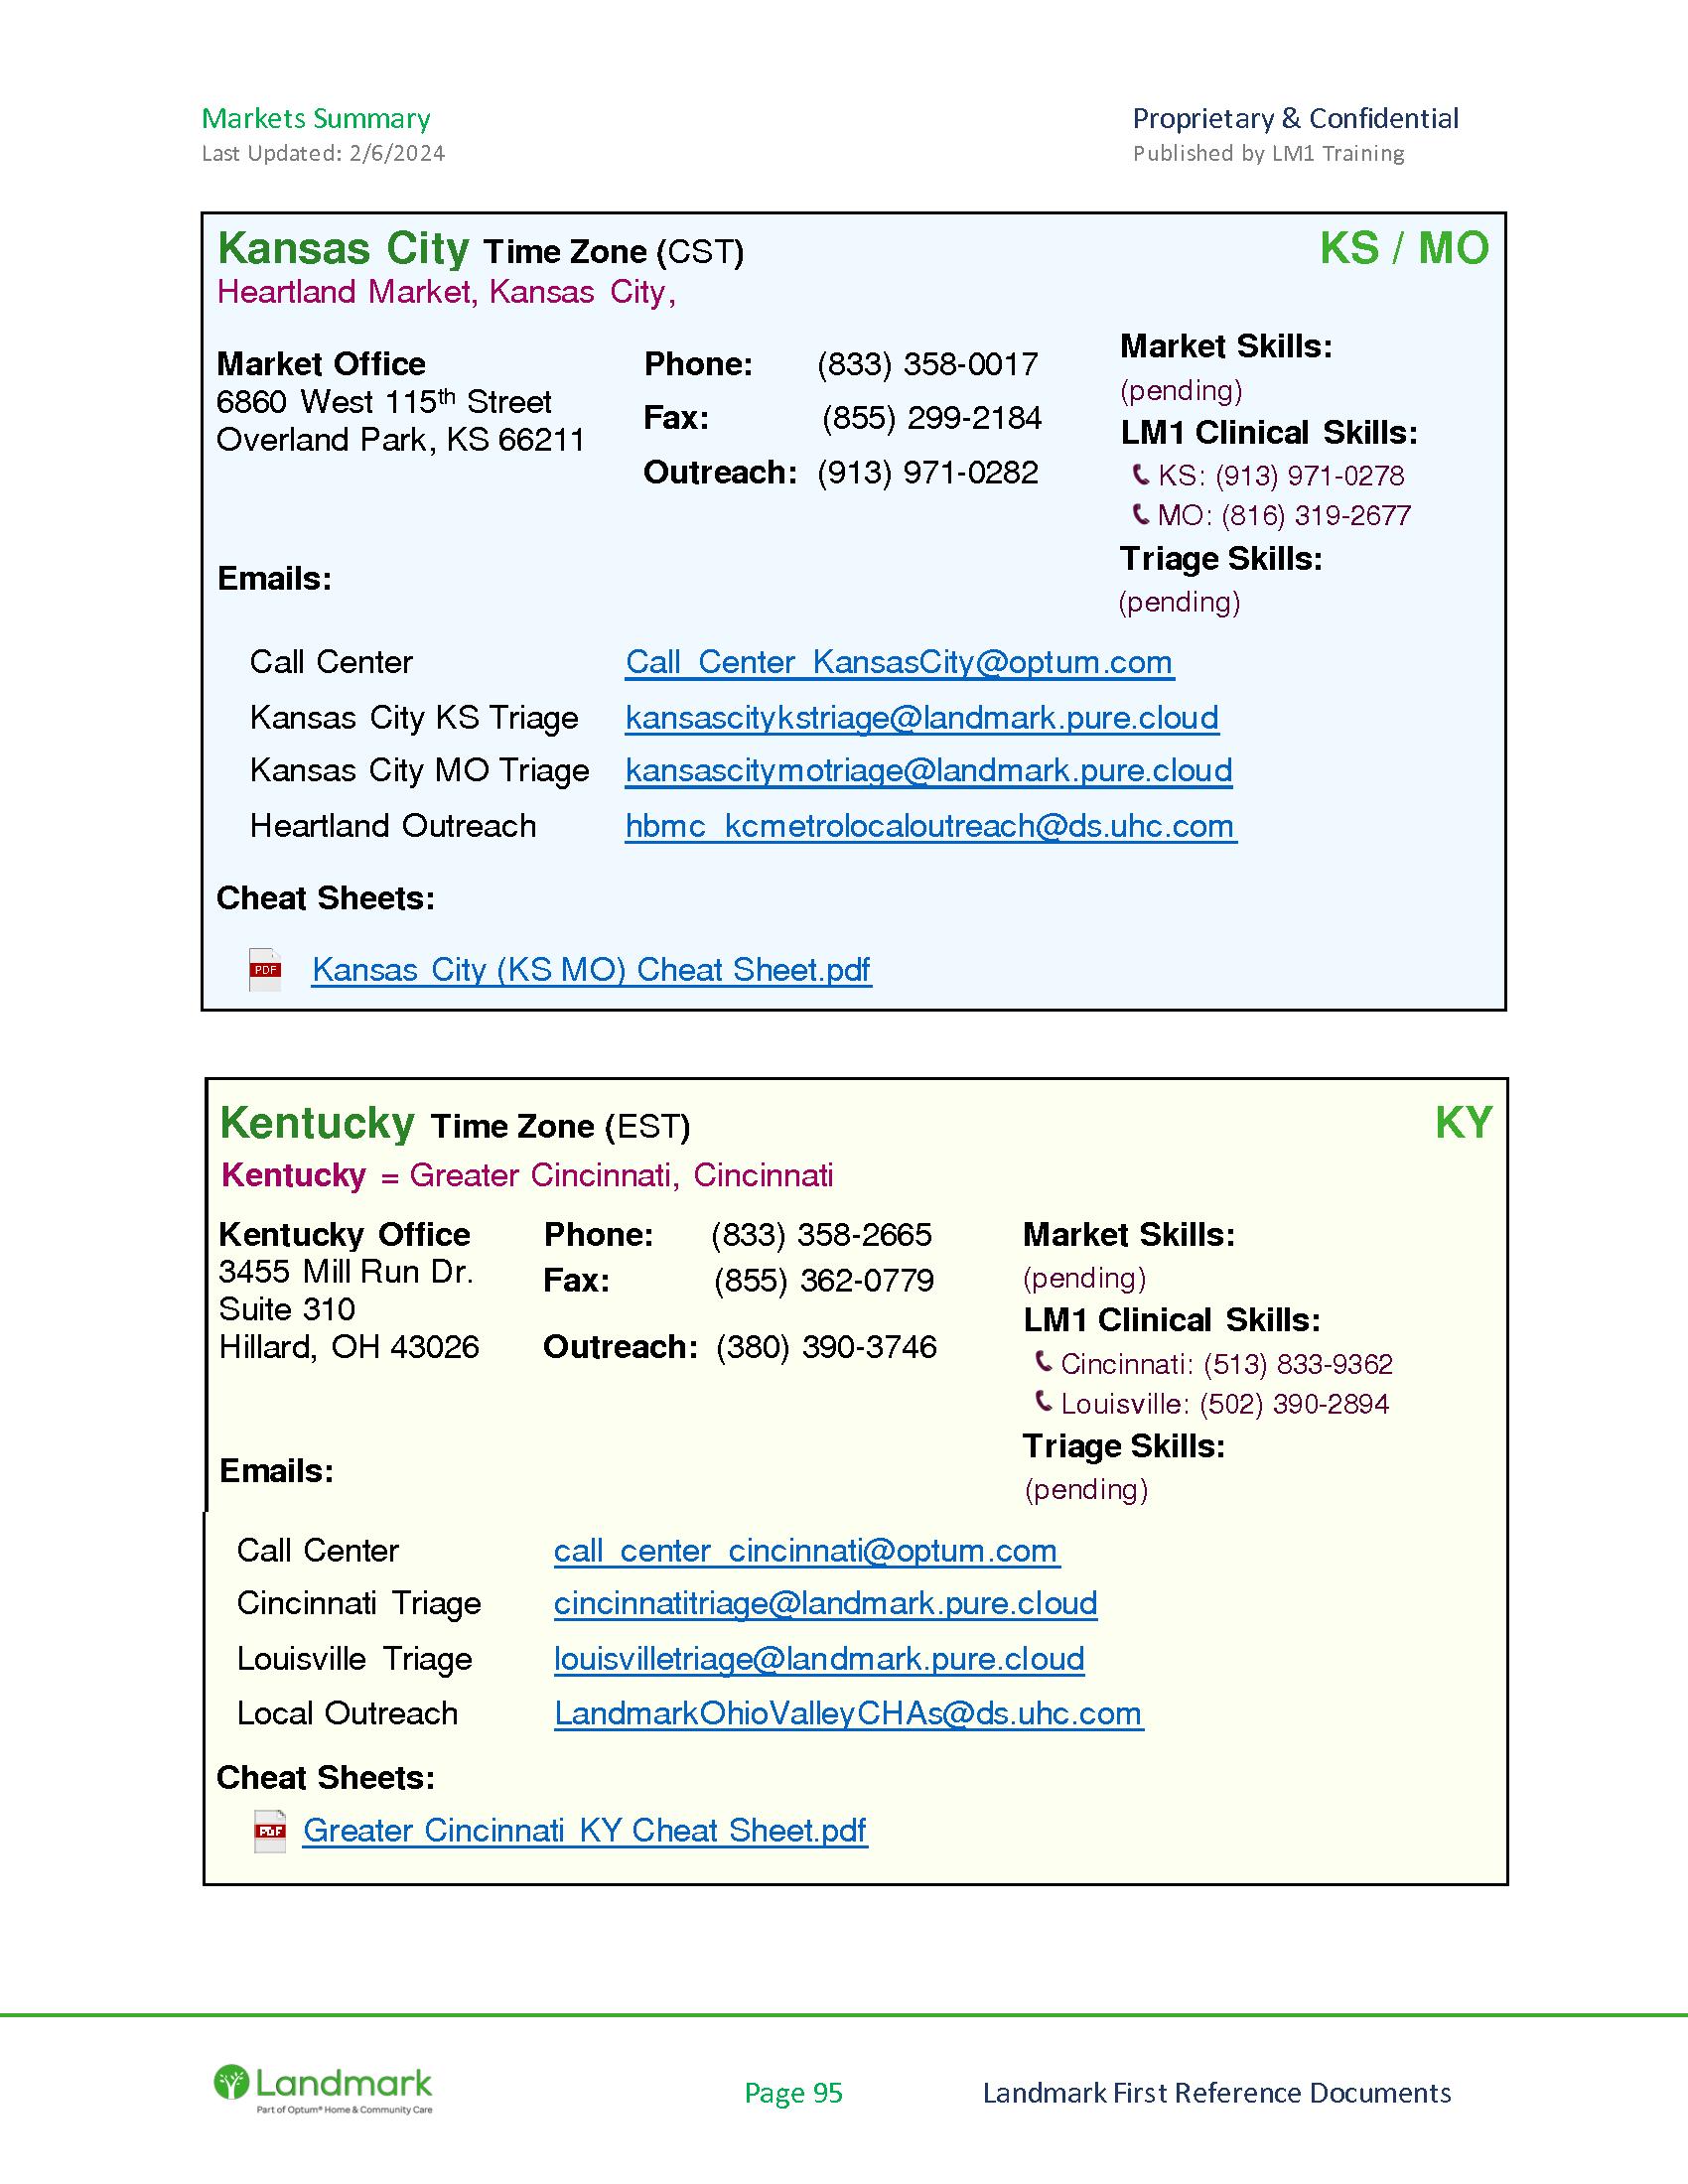 Markets Summary
Proprietary & Confidential
Last Updated: 2/6/2024
Published by LM1 Training
Kansas City Time Zone (CST)
KS / MO
Heartland Market, Kansas City,
Market Office
6860 West 115th Street
Overland Park, KS 66211
Phone: (833) 358-0017
Fax: (855) 299-2184
Outreach: (913) 971-0282
Market Skills:
(pending)
LM1 Clinical Skills:
KS: (913) 971-0278
MO: (816) 319-2677
Triage Skills:
(pending)
Emails:
Call Center Call_Center_KansasCity@optum.com
Kansas City KS Triage kansascitykstriage@landmark.pure.cloud
Kansas City MO Triage kansascitymotriage@landmark.pure.cloud
Heartland Outreach hbmc_kcmetrolocaloutreach@ds.uhc.com
Cheat Sheets:
PDF Kansas City (KS MO) Cheat Sheet.pdf
Kentucky Time Zone (EST)
KY
Kentucky = Greater Cincinnati, Cincinnati
Kentucky Office
3455 Mill Run Dr.
Suite 310
Hillard, OH 43026
Phone: (833) 358-2665
Fax: (855) 362-0779
Outreach: (380) 390-3746
Market Skills:
(pending)
LM1 Clinical Skills:
Cincinnati: (513) 833-9362
Louisville: (502) 390-2894
Triage Skills:
(pending)
Emails:
Call Center call_center_cincinnati@optum.com
Cincinnati Triage cincinnatitriage@landmark.pure.cloud
Louisville Triage louisvilletriage@landmark.pure.cloud
Local Outreach LandmarkOhioValleyCHAs@ds.uhc.com
Cheat Sheets:
PDF Greater Cincinnati KY Cheat Sheet.pdf
Landmark
Part of Optum® Home & Community Care
Page 95
Landmark First Reference Documents